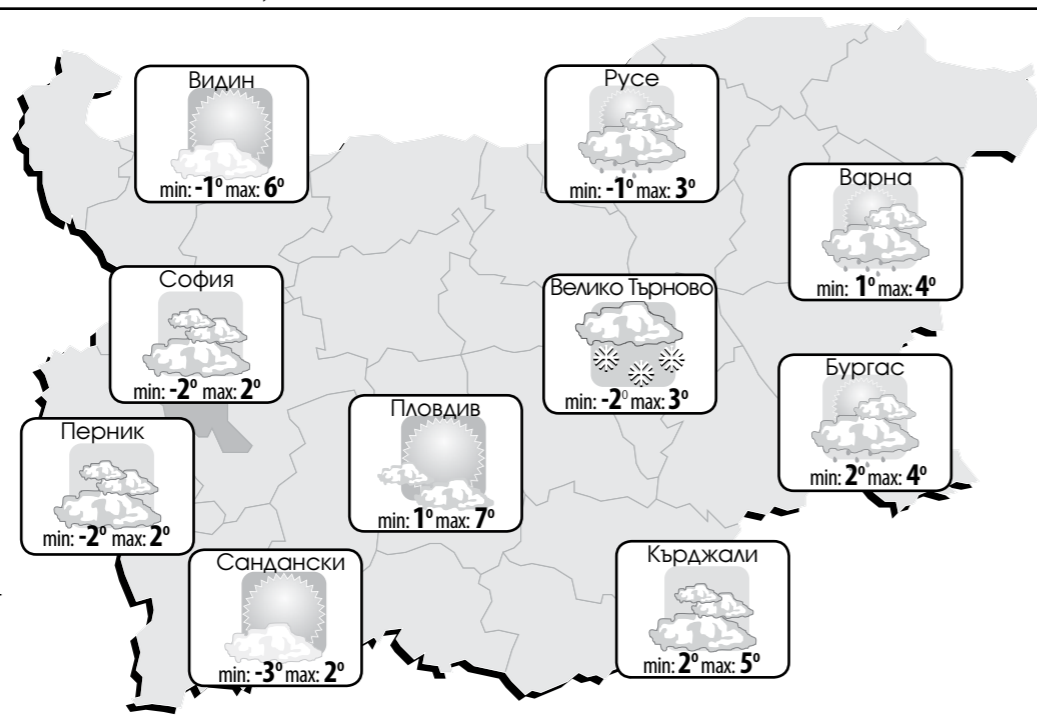 Видин
min: -1° max: 6°
Русе
min: -1° max: 3°
Варна
min: 1° max: 4°
София
min: -2° max: 2°
Велико Търново
min: -2° max: 3°
Бургас
min: 2° max: 4°
Пловдив
min: 1° max: 7°
Перник
min: -2° max: 2°
Сандански
min: -3° max: 2°
Кърджали
min: 2° max: 5°